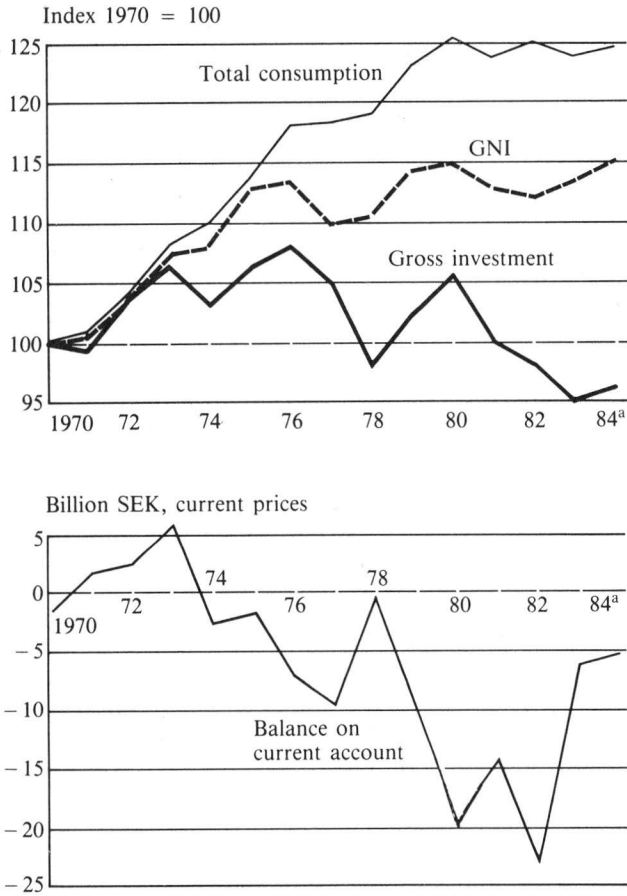 Index 1970 = 100
125
Total consumption
120
GNI
115
110
Gross investment
105
100
95
1970 72 74 76 78 80 82 84ᵃ
Billion SEK, current prices
5
74 78
0
72 76 80 82 84ᵃ
1970
−5
−10
Balance on
current account
−15
−20
−25